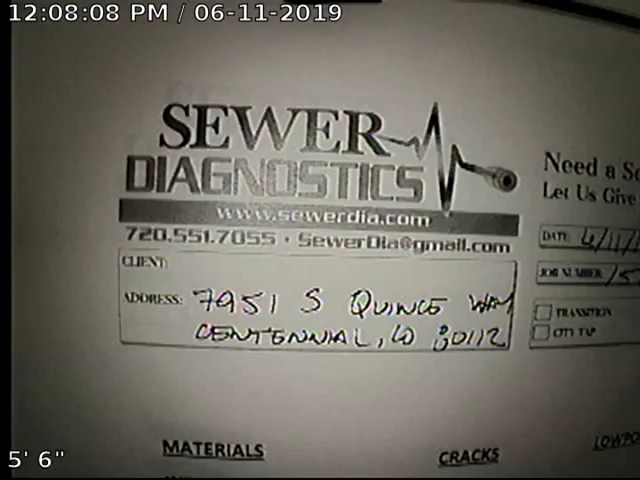 12:08:08 PM / 06-11-2019
SEWER
DIAGNOSTICS
www.sewerdia.com
720.551.7055 • SewerDia@gmail.com
Need a
Let Us Give
DATE: 6/11/
JOB NUMBER
CLIENT:
ADDRESS: 7951 S QUINCE WAY
CENTENNIAL, CO 80112
TRANSITION
CITY TAP
MATERIALS
CRACKS
5' 6"